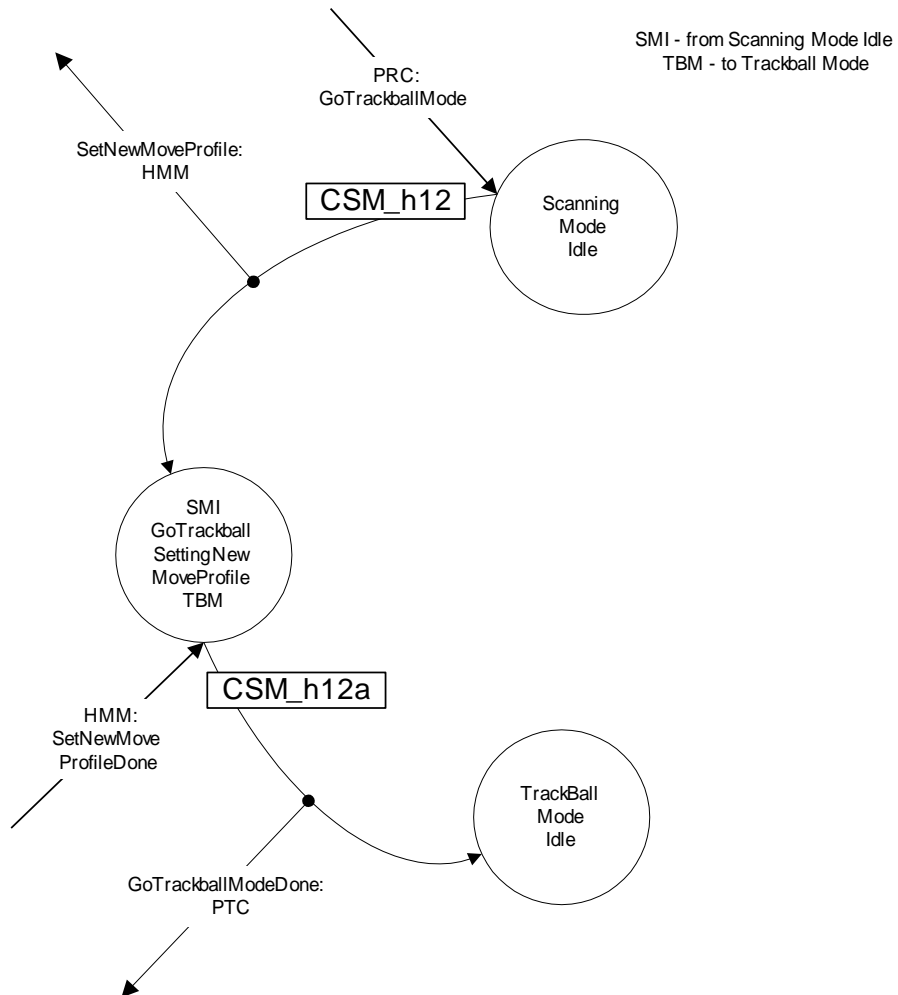 SMI - from Scanning Mode Idle
TBM - to Trackball Mode
PRC:
GoTrackballMode
SetNewMoveProfile:
HMM
CSM_h12
Scanning
Mode
Idle
SMI
GoTrackball
SettingNew
MoveProfile
TBM
CSM_h12a
HMM:
SetNewMove
ProfileDone
TrackBall
Mode
Idle
GoTrackballModeDone:
PTC